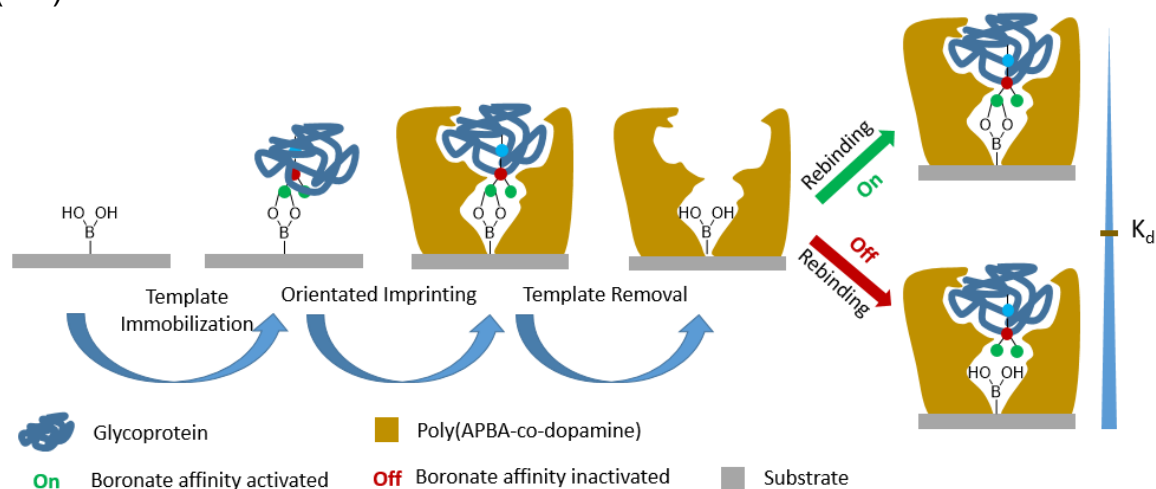 HO OH
B
O O
B
O O
B
HO OH
B
Rebinding
On
Off
Rebinding
O O
B
HO OH
B
K_d
Template
Immobilization
Orientated Imprinting
Template Removal
Glycoprotein
Poly(APBA-co-dopamine)
On Boronate affinity activated
Off Boronate affinity inactivated
Substrate